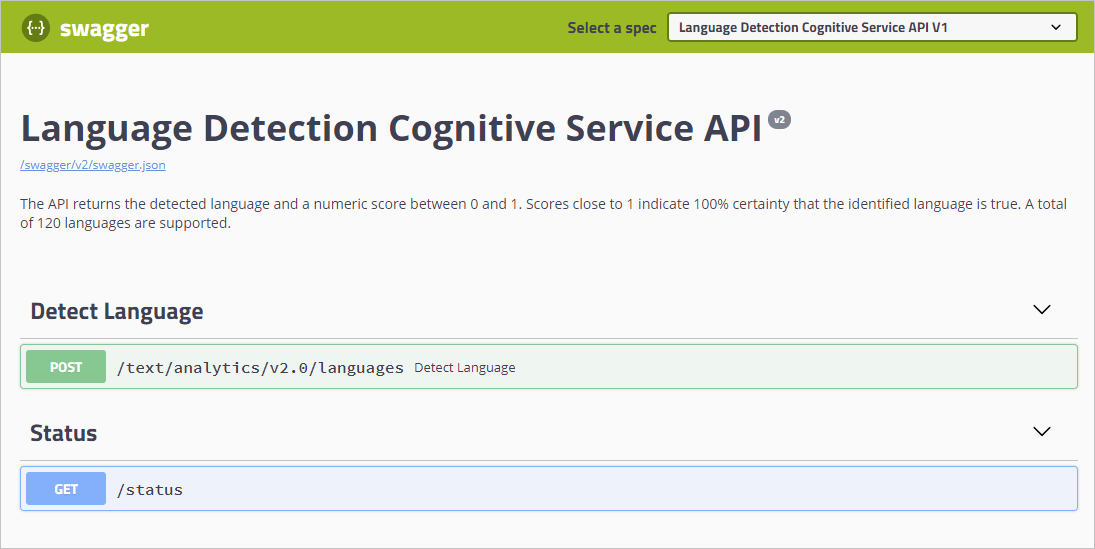 {··} swagger
Select a spec
Language Detection Cognitive Service API V1
Language Detection Cognitive Service API v2
/swagger/v2/swagger.json
The API returns the detected language and a numeric score between 0 and 1. Scores close to 1 indicate 100% certainty that the identified language is true. A total
of 120 languages are supported.
Detect Language
POST /text/analytics/v2.0/languages Detect Language
Status
GET /status